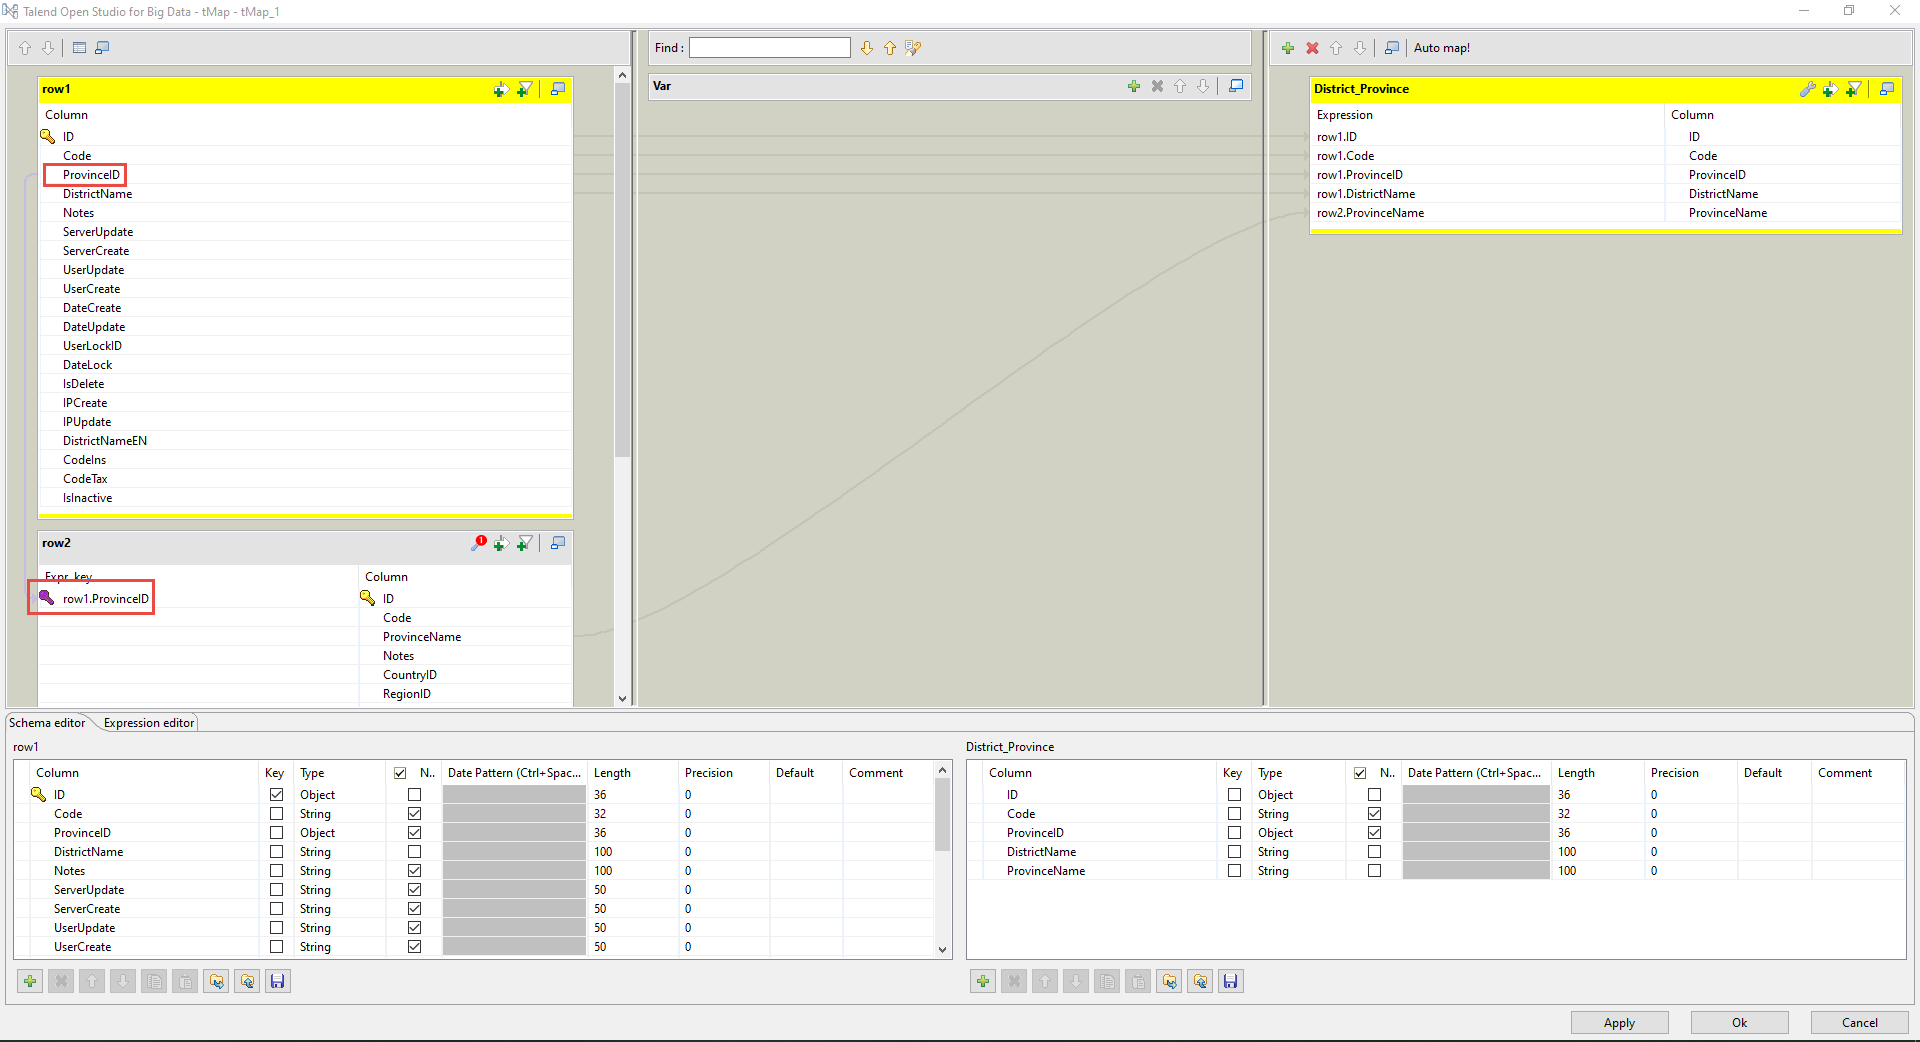 Talend Open Studio for Big Data - tMap - tMap_1
Find :
Auto map!
row1
Column
ID
Code
ProvinceID
DistrictName
Notes
ServerUpdate
ServerCreate
UserUpdate
UserCreate
DateCreate
DateUpdate
UserLockID
DateLock
IsDelete
IPCreate
IPUpdate
DistrictNameEN
CodeIns
CodeTax
IsInactive
row2
1
Expr. key Column
row1.ProvinceID ID
Code
ProvinceName
Notes
CountryID
RegionID
Var
District_Province
Expression Column
row1.ID ID
row1.Code Code
row1.ProvinceID ProvinceID
row1.DistrictName DistrictName
row2.ProvinceName ProvinceName
Schema editor Expression editor
row1
Column Key Type N.. Date Pattern (Ctrl+Spac... Length Precision Default Comment
ID Object 36 0
Code String 32 0
ProvinceID Object 36 0
DistrictName String 100 0
Notes String 100 0
ServerUpdate String 50 0
ServerCreate String 50 0
UserUpdate String 50 0
UserCreate String 50 0
District_Province
Column Key Type N.. Date Pattern (Ctrl+Spac... Length Precision Default Comment
ID Object 36 0
Code String 32 0
ProvinceID Object 36 0
DistrictName String 100 0
ProvinceName String 100 0
Apply Ok Cancel